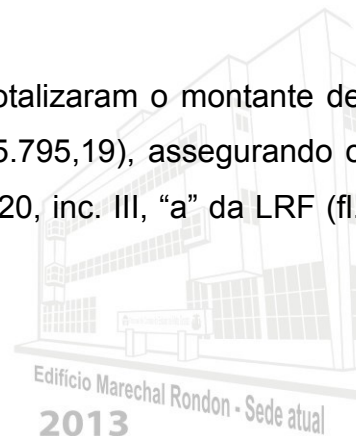 otalizaram o montante de
5.795,19), assegurando o
20, inc. III, “a” da LRF (fl.
Edifício Marechal Rondon - Sede atual
2013